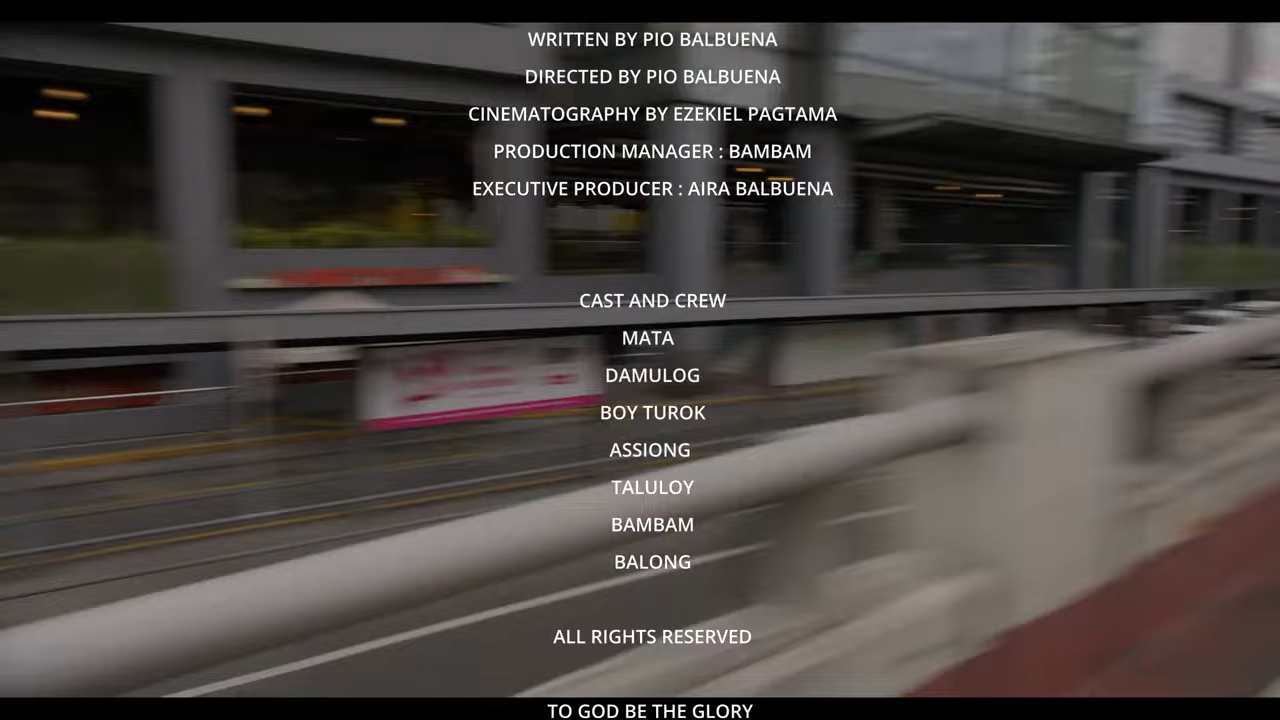 WRITTEN BY PIO BALBUENA
DIRECTED BY PIO BALBUENA
CINEMATOGRAPHY BY EZEKIEL PAGTAMA
PRODUCTION MANAGER : BAMBAM
EXECUTIVE PRODUCER : AIRA BALBUENA
CAST AND CREW
MATA
DAMULOG
BOY TUROK
ASSIONG
TALULOY
BAMBAM
BALONG
ALL RIGHTS RESERVED
TO GOD BE THE GLORY